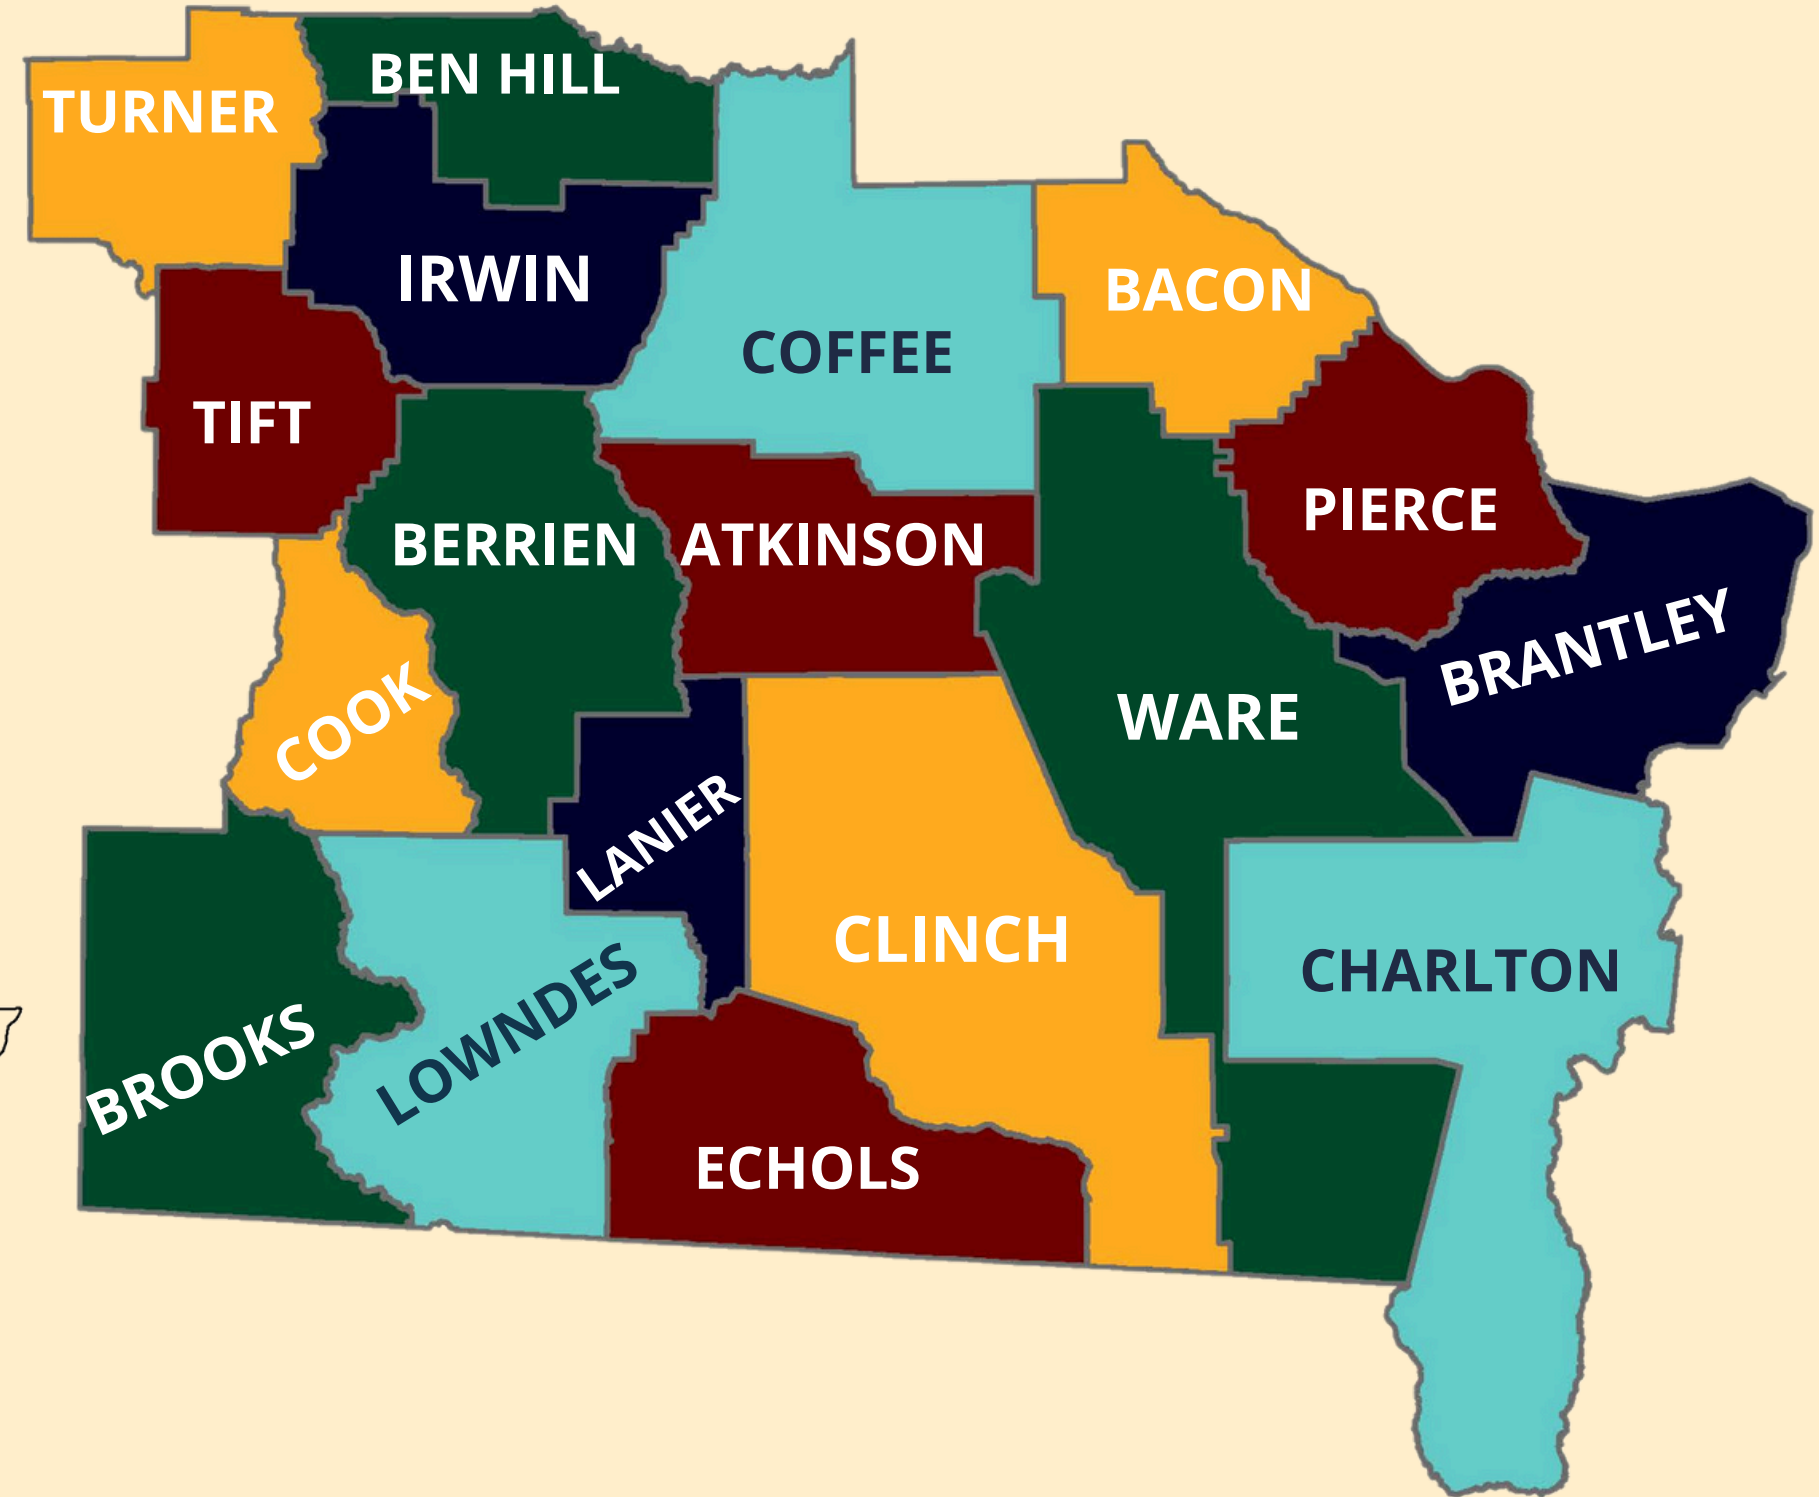 BEN HILL
TURNER
IRWIN
BACON
COFFEE
TIFT
PIERCE
BERRIEN
ATKINSON
BRANTLEY
COOK
WARE
LANIER
CLINCH
CHARLTON
LOWNDES
BROOKS
ECHOLS